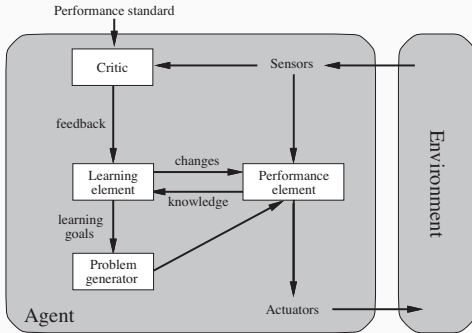 Performance standard
Critic
Sensors
feedback
changes
Learning
element
Performance
element
knowledge
learning
goals
Problem
generator
Agent
Actuators
Environment